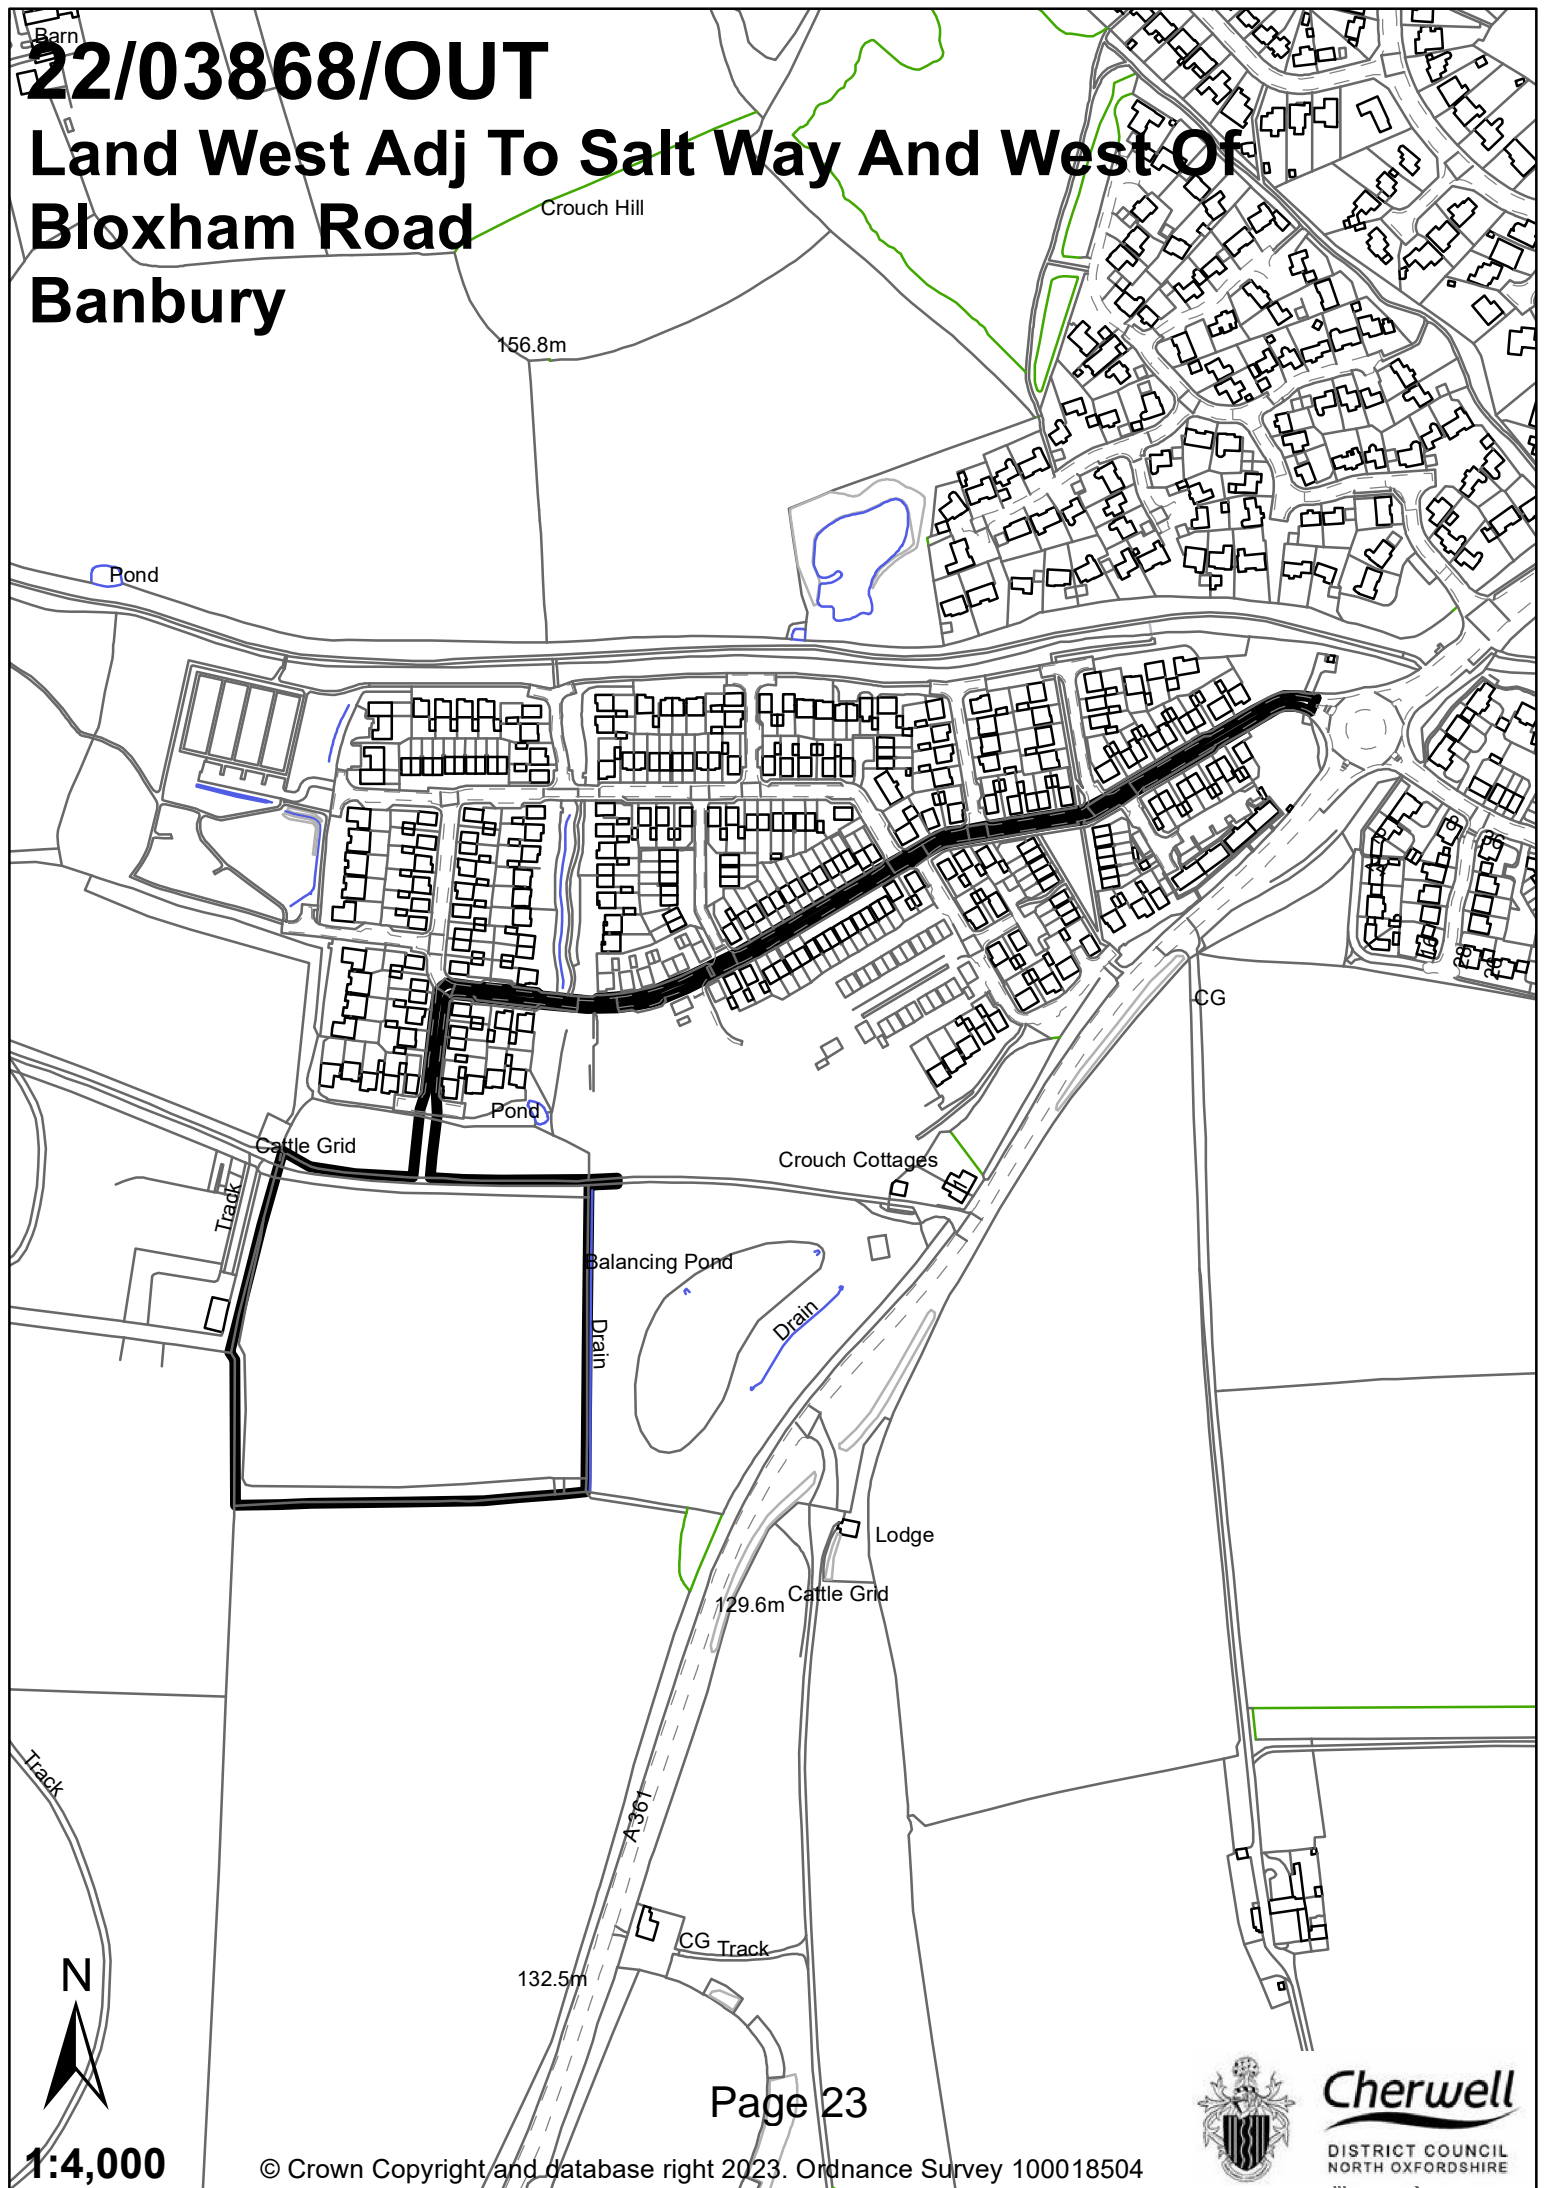 Barn
22/03868/OUT
Land West Adj To Salt Way And West Of
Bloxham Road
Banbury
Crouch Hill
156.8m
Pond
CG
Pond
Cattle Grid
Crouch Cottages
Track
Balancing Pond
Drain
Drain
Lodge
Cattle Grid
129.6m
Track
A 361
CG Track
132.5m
N
Page 23
1:4,000
© Crown Copyright and database right 2023. Ordnance Survey 100018504
Cherwell
DISTRICT COUNCIL
NORTH OXFORDSHIRE